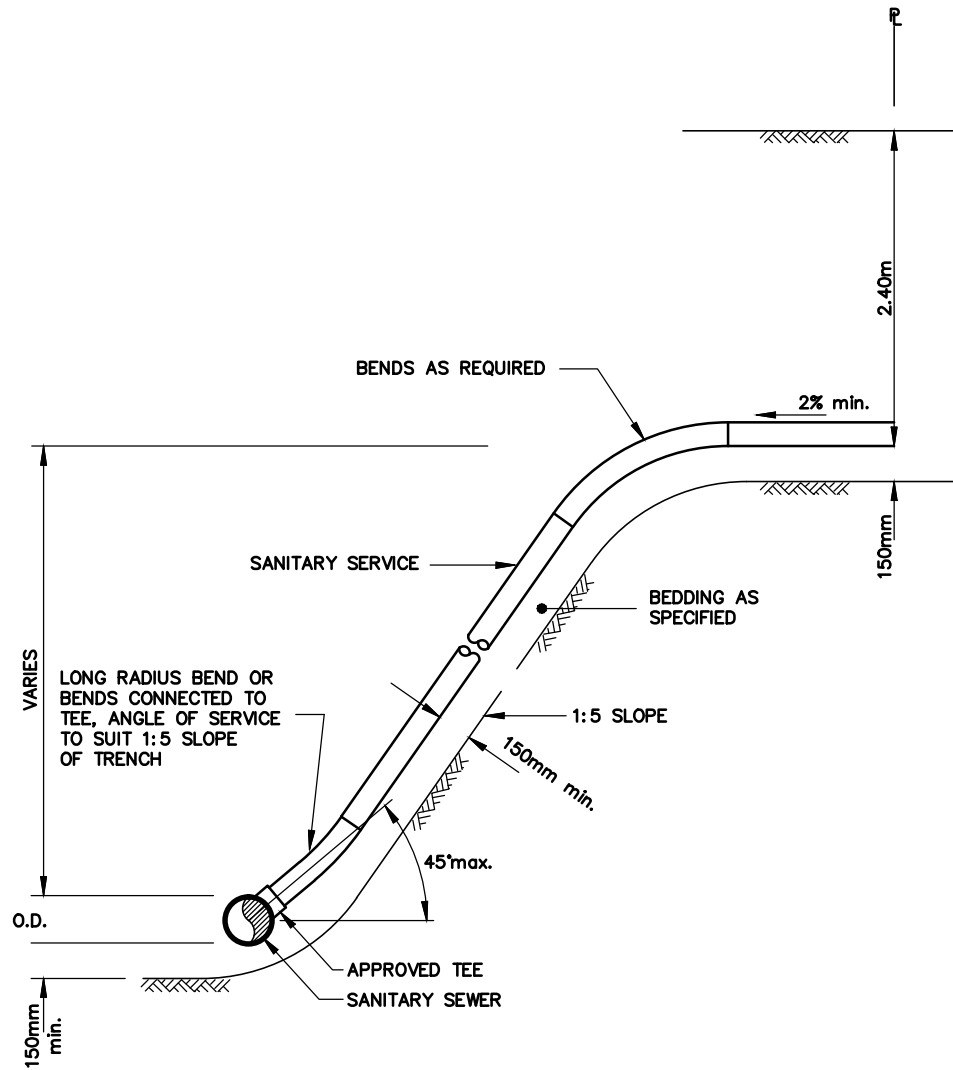 ℄
2.40m
BENDS AS REQUIRED
2% min.
SANITARY SERVICE
150mm
BEDDING AS
SPECIFIED
VARIES
LONG RADIUS BEND OR
BENDS CONNECTED TO
TEE, ANGLE OF SERVICE
TO SUIT 1:5 SLOPE
OF TRENCH
1:5 SLOPE
150mm min.
45°max.
O.D.
APPROVED TEE
SANITARY SEWER
150mm
min.